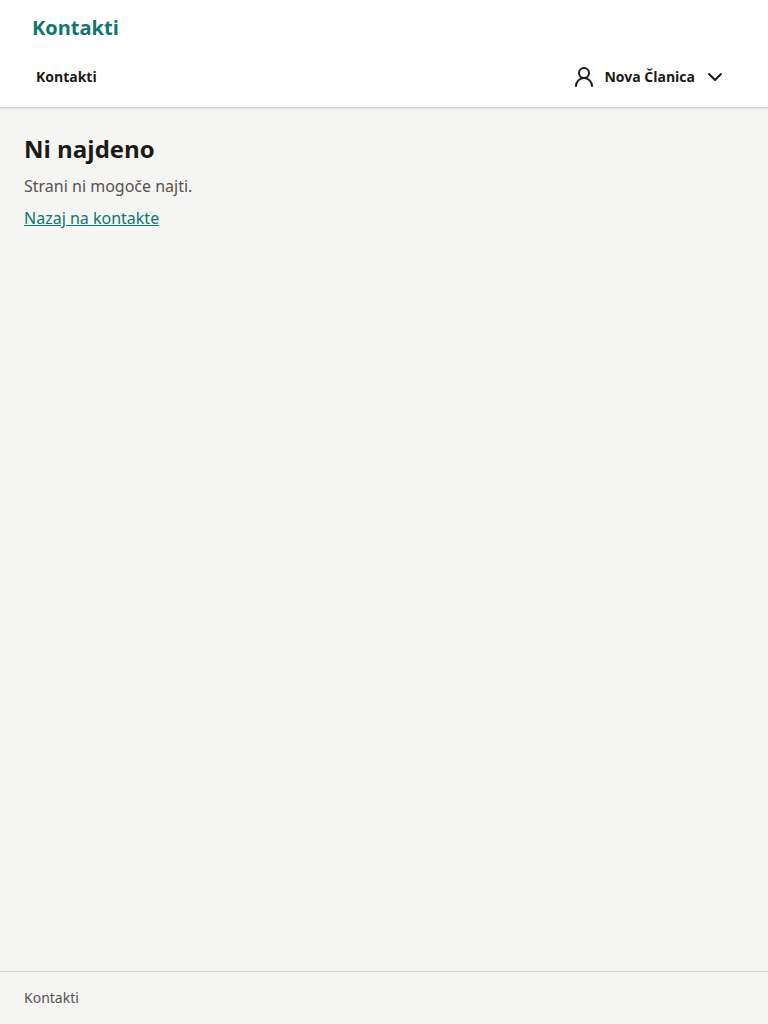 Kontakti
Kontakti
Nova Članica
Ni najdeno
Strani ni mogoče najti.
Nazaj na kontakte
Kontakti